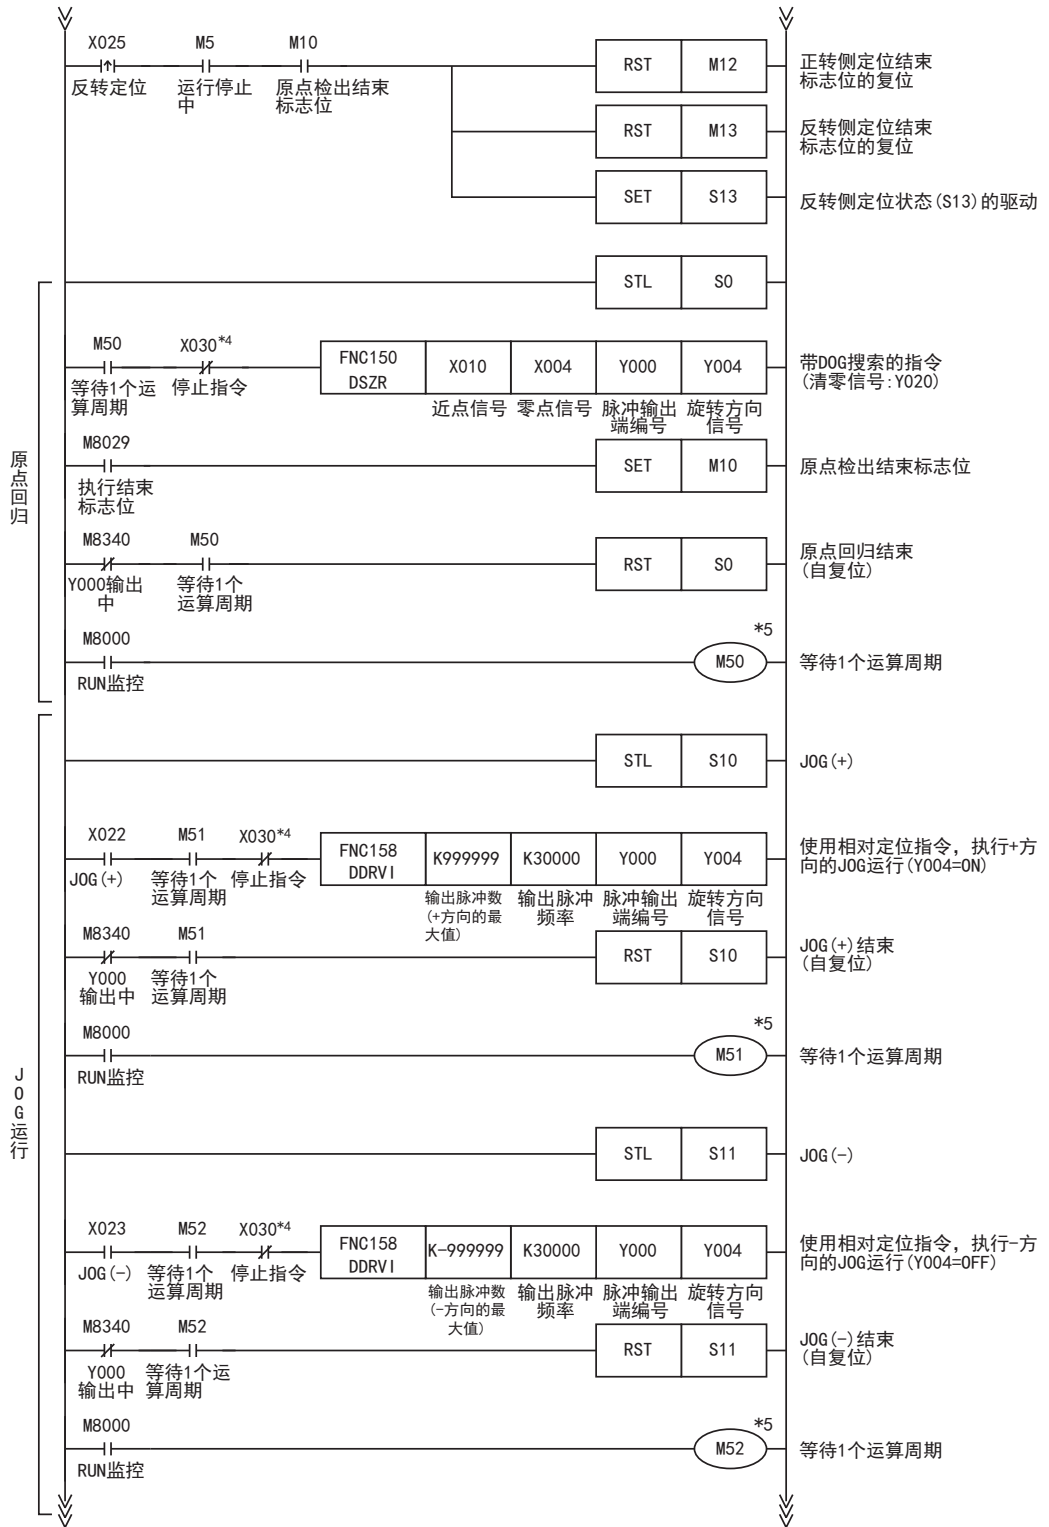 X025 M5 M10
RST M12
正转侧定位结束
标志位的复位
反转定位
运行停止
中
原点检出结束
标志位
RST M13
反转侧定位结束
标志位的复位
SET S13
反转侧定位状态(S13)的驱动
原点回归
STL S0
M50 X030*4
FNC150
DSZR
X010 X004 Y000 Y004
带DOG搜索的指令
(清零信号:Y020)
等待1个运
算周期
停止指令
近点信号
零点信号
脉冲输出
端编号
旋转方向
信号
M8029
SET M10
原点检出结束标志位
执行结束
标志位
M8340 M50
RST S0
原点回归结束
(自复位)
Y000输出
中
等待1个
运算周期
M8000
*5
M50
等待1个运算周期
RUN监控
JOG运行
STL S10
JOG(+)
X022 M51 X030*4
FNC158
DDRVI
K999999 K30000 Y000 Y004
使用相对定位指令，执行+方
向的JOG运行(Y004=ON)
JOG(+)
等待1个
运算周期
停止指令
输出脉冲数
(+方向的最
大值)
输出脉冲
频率
脉冲输出
端编号
旋转方向
信号
M8340 M51
RST S10
JOG(+)结束
(自复位)
Y000
输出中
等待1个
运算周期
M8000
*5
M51
等待1个运算周期
RUN监控
STL S11
JOG(-)
X023 M52 X030*4
FNC158
DDRVI
K-999999 K30000 Y000 Y004
使用相对定位指令，执行-方
向的JOG运行(Y004=OFF)
JOG(-)
等待1个
运算周期
停止指令
输出脉冲数
(-方向的最
大值)
输出脉冲
频率
脉冲输出
端编号
旋转方向
信号
M8340 M52
RST S11
JOG(-)结束
(自复位)
Y000
输出中
等待1个运
算周期
M8000
*5
M52
等待1个运算周期
RUN监控